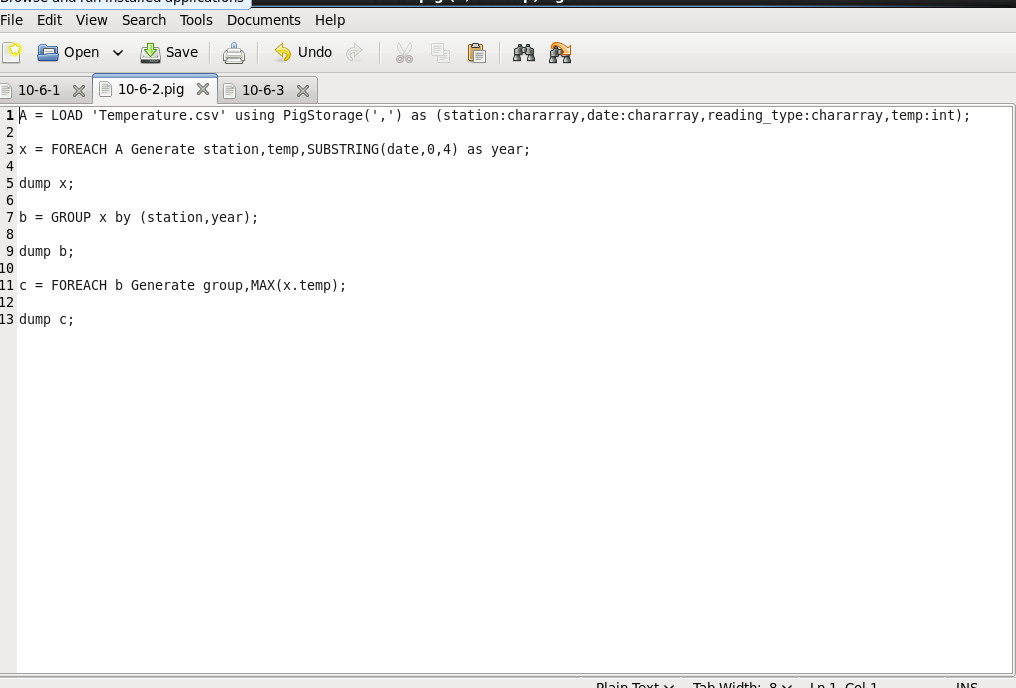 Browse and run installed applications
File Edit View Search Tools Documents Help
Open Save Undo
10-6-1 10-6-2.pig 10-6-3
1 A = LOAD 'Temperature.csv' using PigStorage(',') as (station:chararray,date:chararray,reading_type:chararray,temp:int);
2
3 x = FOREACH A Generate station,temp,SUBSTRING(date,0,4) as year;
4
5 dump x;
6
7 b = GROUP x by (station,year);
8
9 dump b;
10
11 c = FOREACH b Generate group,MAX(x.temp);
12
13 dump c;
Plain Text Tab Width: 8 Ln 1, Col 1 INS